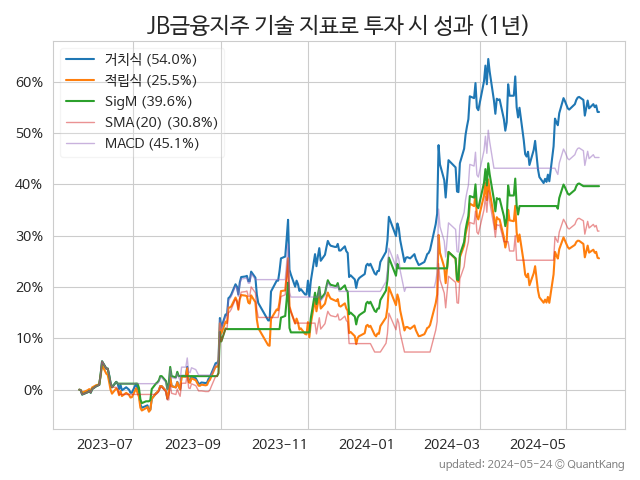 JB금융지주 기술 지표로 투자 시 성과 (1년)
거치식 (54.0%)
적립식 (25.5%)
SigM (39.6%)
SMA(20) (30.8%)
MACD (45.1%)
60%
50%
40%
30%
20%
10%
0%
2023-07 2023-09 2023-11 2024-01 2024-03 2024-05
updated: 2024-05-24 © QuantKang